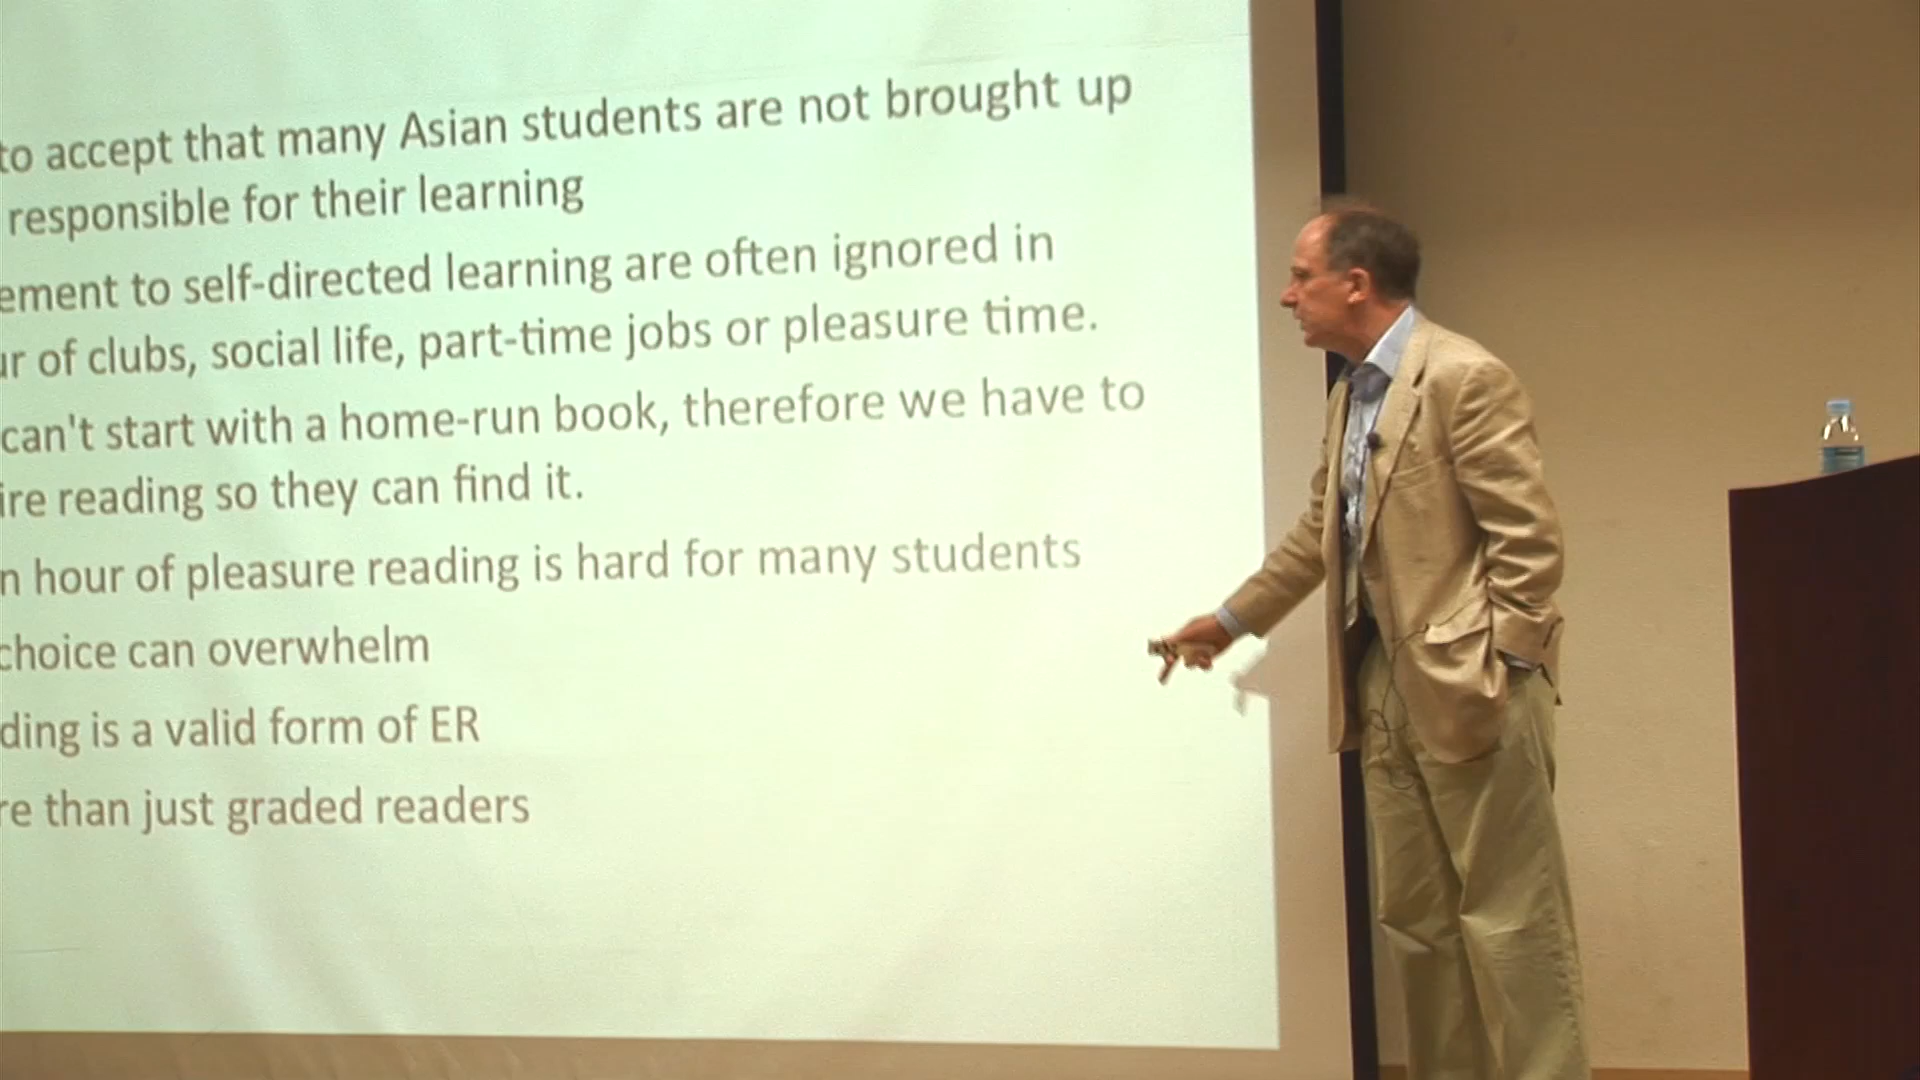 to accept that many Asian students are not brought up
responsible for their learning
ement to self-directed learning are often ignored in
ur of clubs, social life, part-time jobs or pleasure time.
can't start with a home-run book, therefore we have to
ire reading so they can find it.
n hour of pleasure reading is hard for many students
choice can overwhelm
ding is a valid form of ER
re than just graded readers